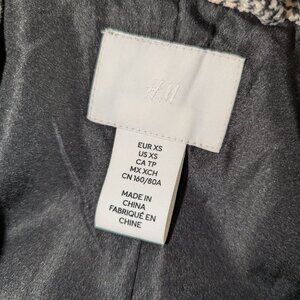 H&M
EUR XS
US XS
CA TP
MX XCH
CN 160/80A
MADE IN
CHINA
FABRIQUÉ EN
CHINE